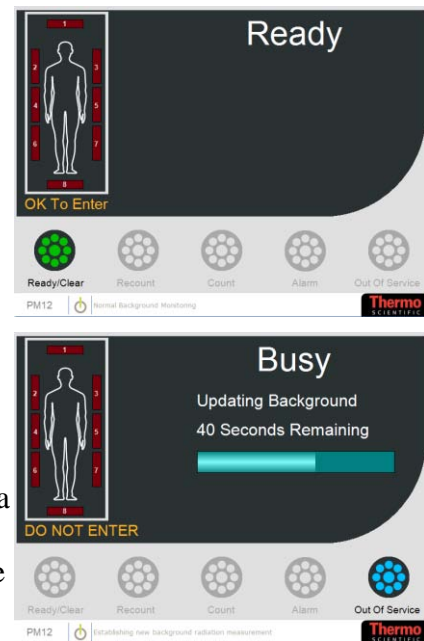 Ready
1
2
3
4
5
6
7
8
OK To Enter
Ready/Clear
Recount
Count
Alarm
Out Of Service
PM12
Normal Background Monitoring
Thermo
SCIENTIFIC
Busy
Updating Background
40 Seconds Remaining
1
2
3
4
5
6
7
8
DO NOT ENTER
a
e
Ready/Clear
Recount
Count
Alarm
Out Of Service
PM12
Establishing new background radiation measurement
Thermo
SCIENTIFIC